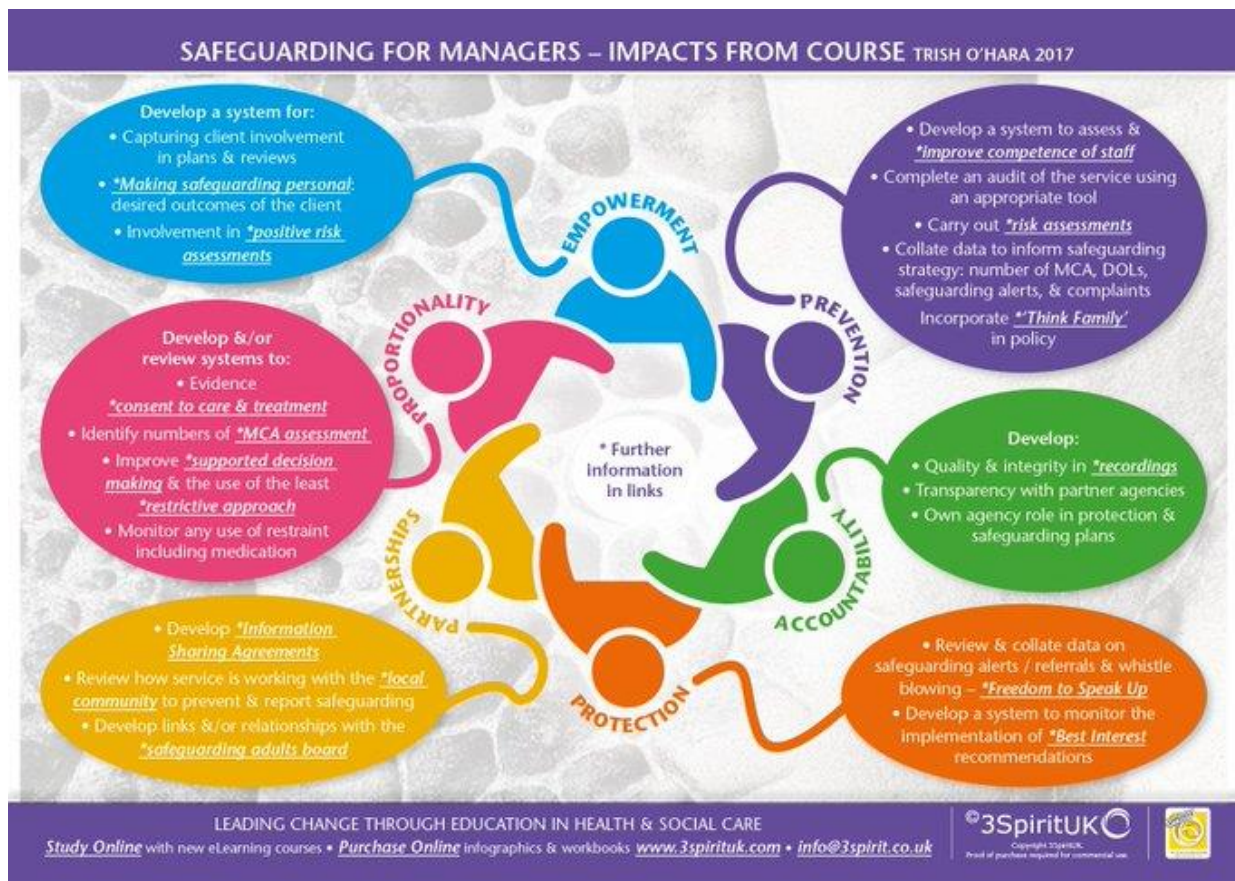 SAFEGUARDING FOR MANAGERS – IMPACTS FROM COURSE TRISH O'HARA 2017
Develop a system for:
• Capturing client involvement
in plans & reviews
• *Making safeguarding personal:
desired outcomes of the client
• Involvement in *positive risk
assessments
EMPOWERMENT
• Develop a system to assess &
*improve competence of staff
• Complete an audit of the service using
an appropriate tool
• Carry out *risk assessments
• Collate data to inform safeguarding
strategy: number of MCA, DOLs,
safeguarding alerts, & complaints
Incorporate *'Think Family'
in policy
PREVENTION
Develop &/or
review systems to:
• Evidence
*consent to care & treatment
• Identify numbers of *MCA assessment
• Improve *supported decision
making & the use of the least
*restrictive approach
• Monitor any use of restraint
including medication
PROPORTIONALITY
* Further
information
in links
Develop:
• Quality & integrity in *recordings
• Transparency with partner agencies
• Own agency role in protection &
safeguarding plans
ACCOUNTABILITY
• Develop *Information
Sharing Agreements
• Review how service is working with the *local
community to prevent & report safeguarding
• Develop links &/or relationships with the
*safeguarding adults board
PARTNERSHIPS
• Review & collate data on
safeguarding alerts / referrals & whistle
blowing – *Freedom to Speak Up
• Develop a system to monitor the
implementation of *Best Interest
recommendations
PROTECTION
LEADING CHANGE THROUGH EDUCATION IN HEALTH & SOCIAL CARE
Study Online with new eLearning courses • Purchase Online infographics & workbooks www.3spirituk.com • info@3spirit.co.uk
©3SpiritUK
Copyright 3SpiritUK.
Proof of purchase required for commercial use.